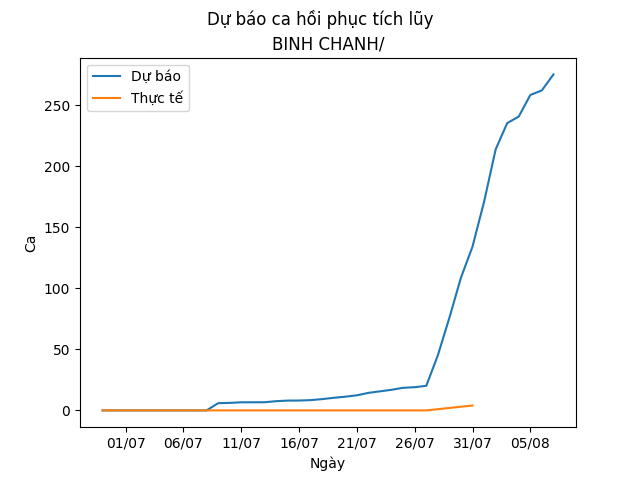 Dự báo ca hồi phục tích lũy
BINH CHANH/
Dự báo
Thực tế
250
200
150
100
50
0
Ca
01/07 06/07 11/07 16/07 21/07 26/07 31/07 05/08
Ngày